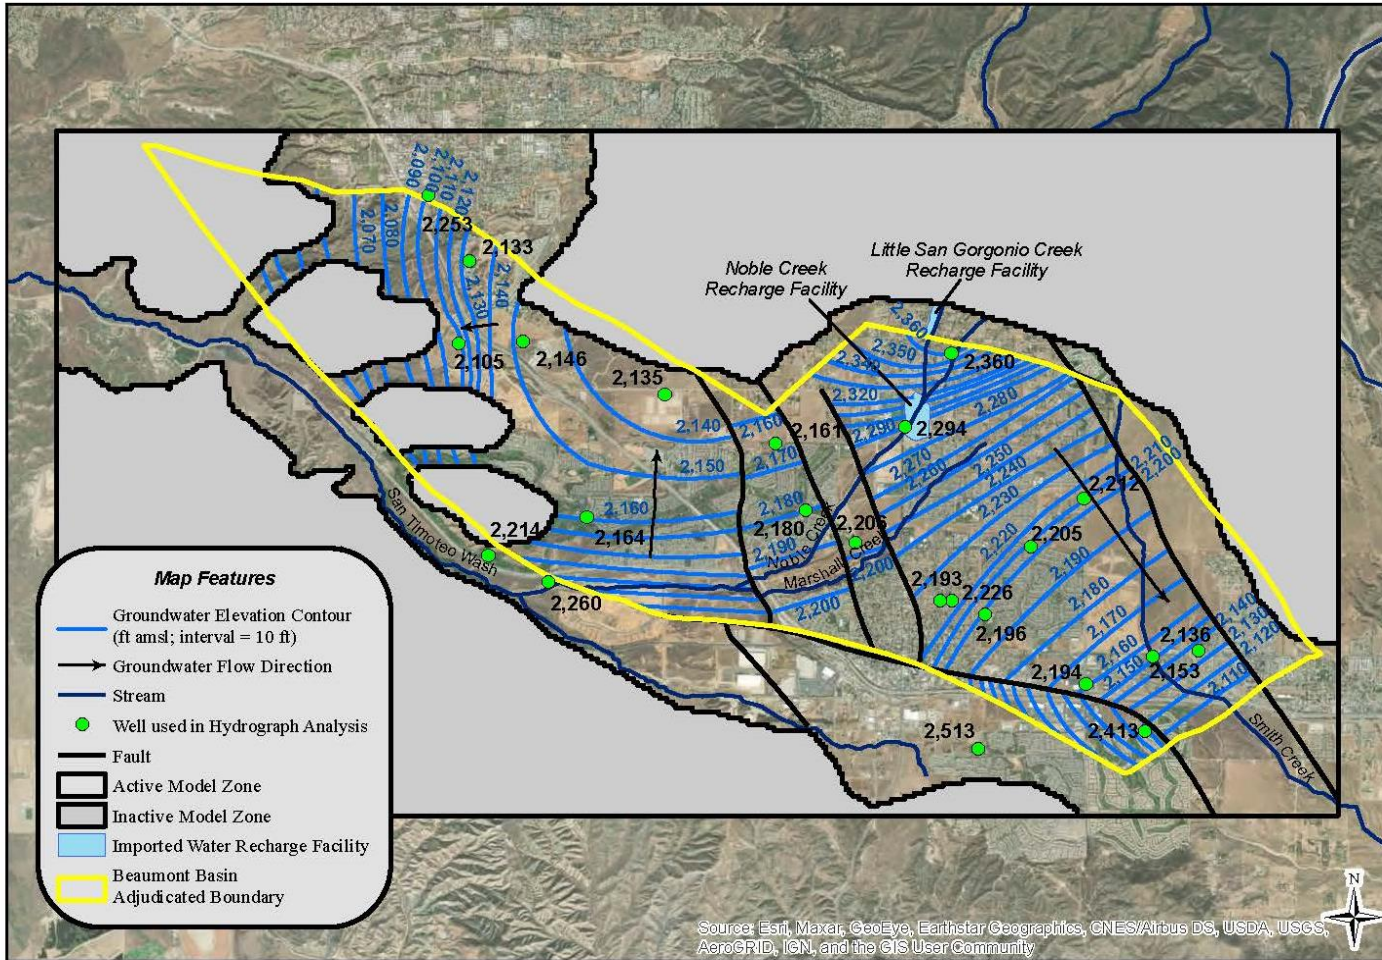 2,090
2,100
2,110
2,120
2,070
2,080
2,253
2,133
2,130
2,140
2,105
2,146
2,135
Little San Gorgonio Creek
Recharge Facility
Noble Creek
Recharge Facility
2,360
2,350
2,360
2,340
2,320
2,280
2,290
2,294
2,140
2,160
2,161
2,150
2,170
2,270
2,260
2,250
2,240
2,230
2,210
2,200
2,212
2,160
2,164
2,180
2,180
2,205
2,220
2,205
2,190
2,214
San Timoteo Wash
2,190
Noble Creek
Marshall Creek
2,200
2,200
2,260
2,193
2,226
2,196
2,180
2,170
2,160
2,150
2,194
2,153
2,136
2,140
2,130
2,120
2,110
2,413
2,513
Smith Creek
Map Features
Groundwater Elevation Contour
(ft amsl; interval = 10 ft)
Groundwater Flow Direction
Stream
Well used in Hydrograph Analysis
Fault
Active Model Zone
Inactive Model Zone
Imported Water Recharge Facility
Beaumont Basin
Adjudicated Boundary
N
Source: Esri, Maxar, GeoEye, Earthstar Geographics, CNES/Airbus DS, USDA, USGS,
AeroGRID, IGN, and the GIS User Community